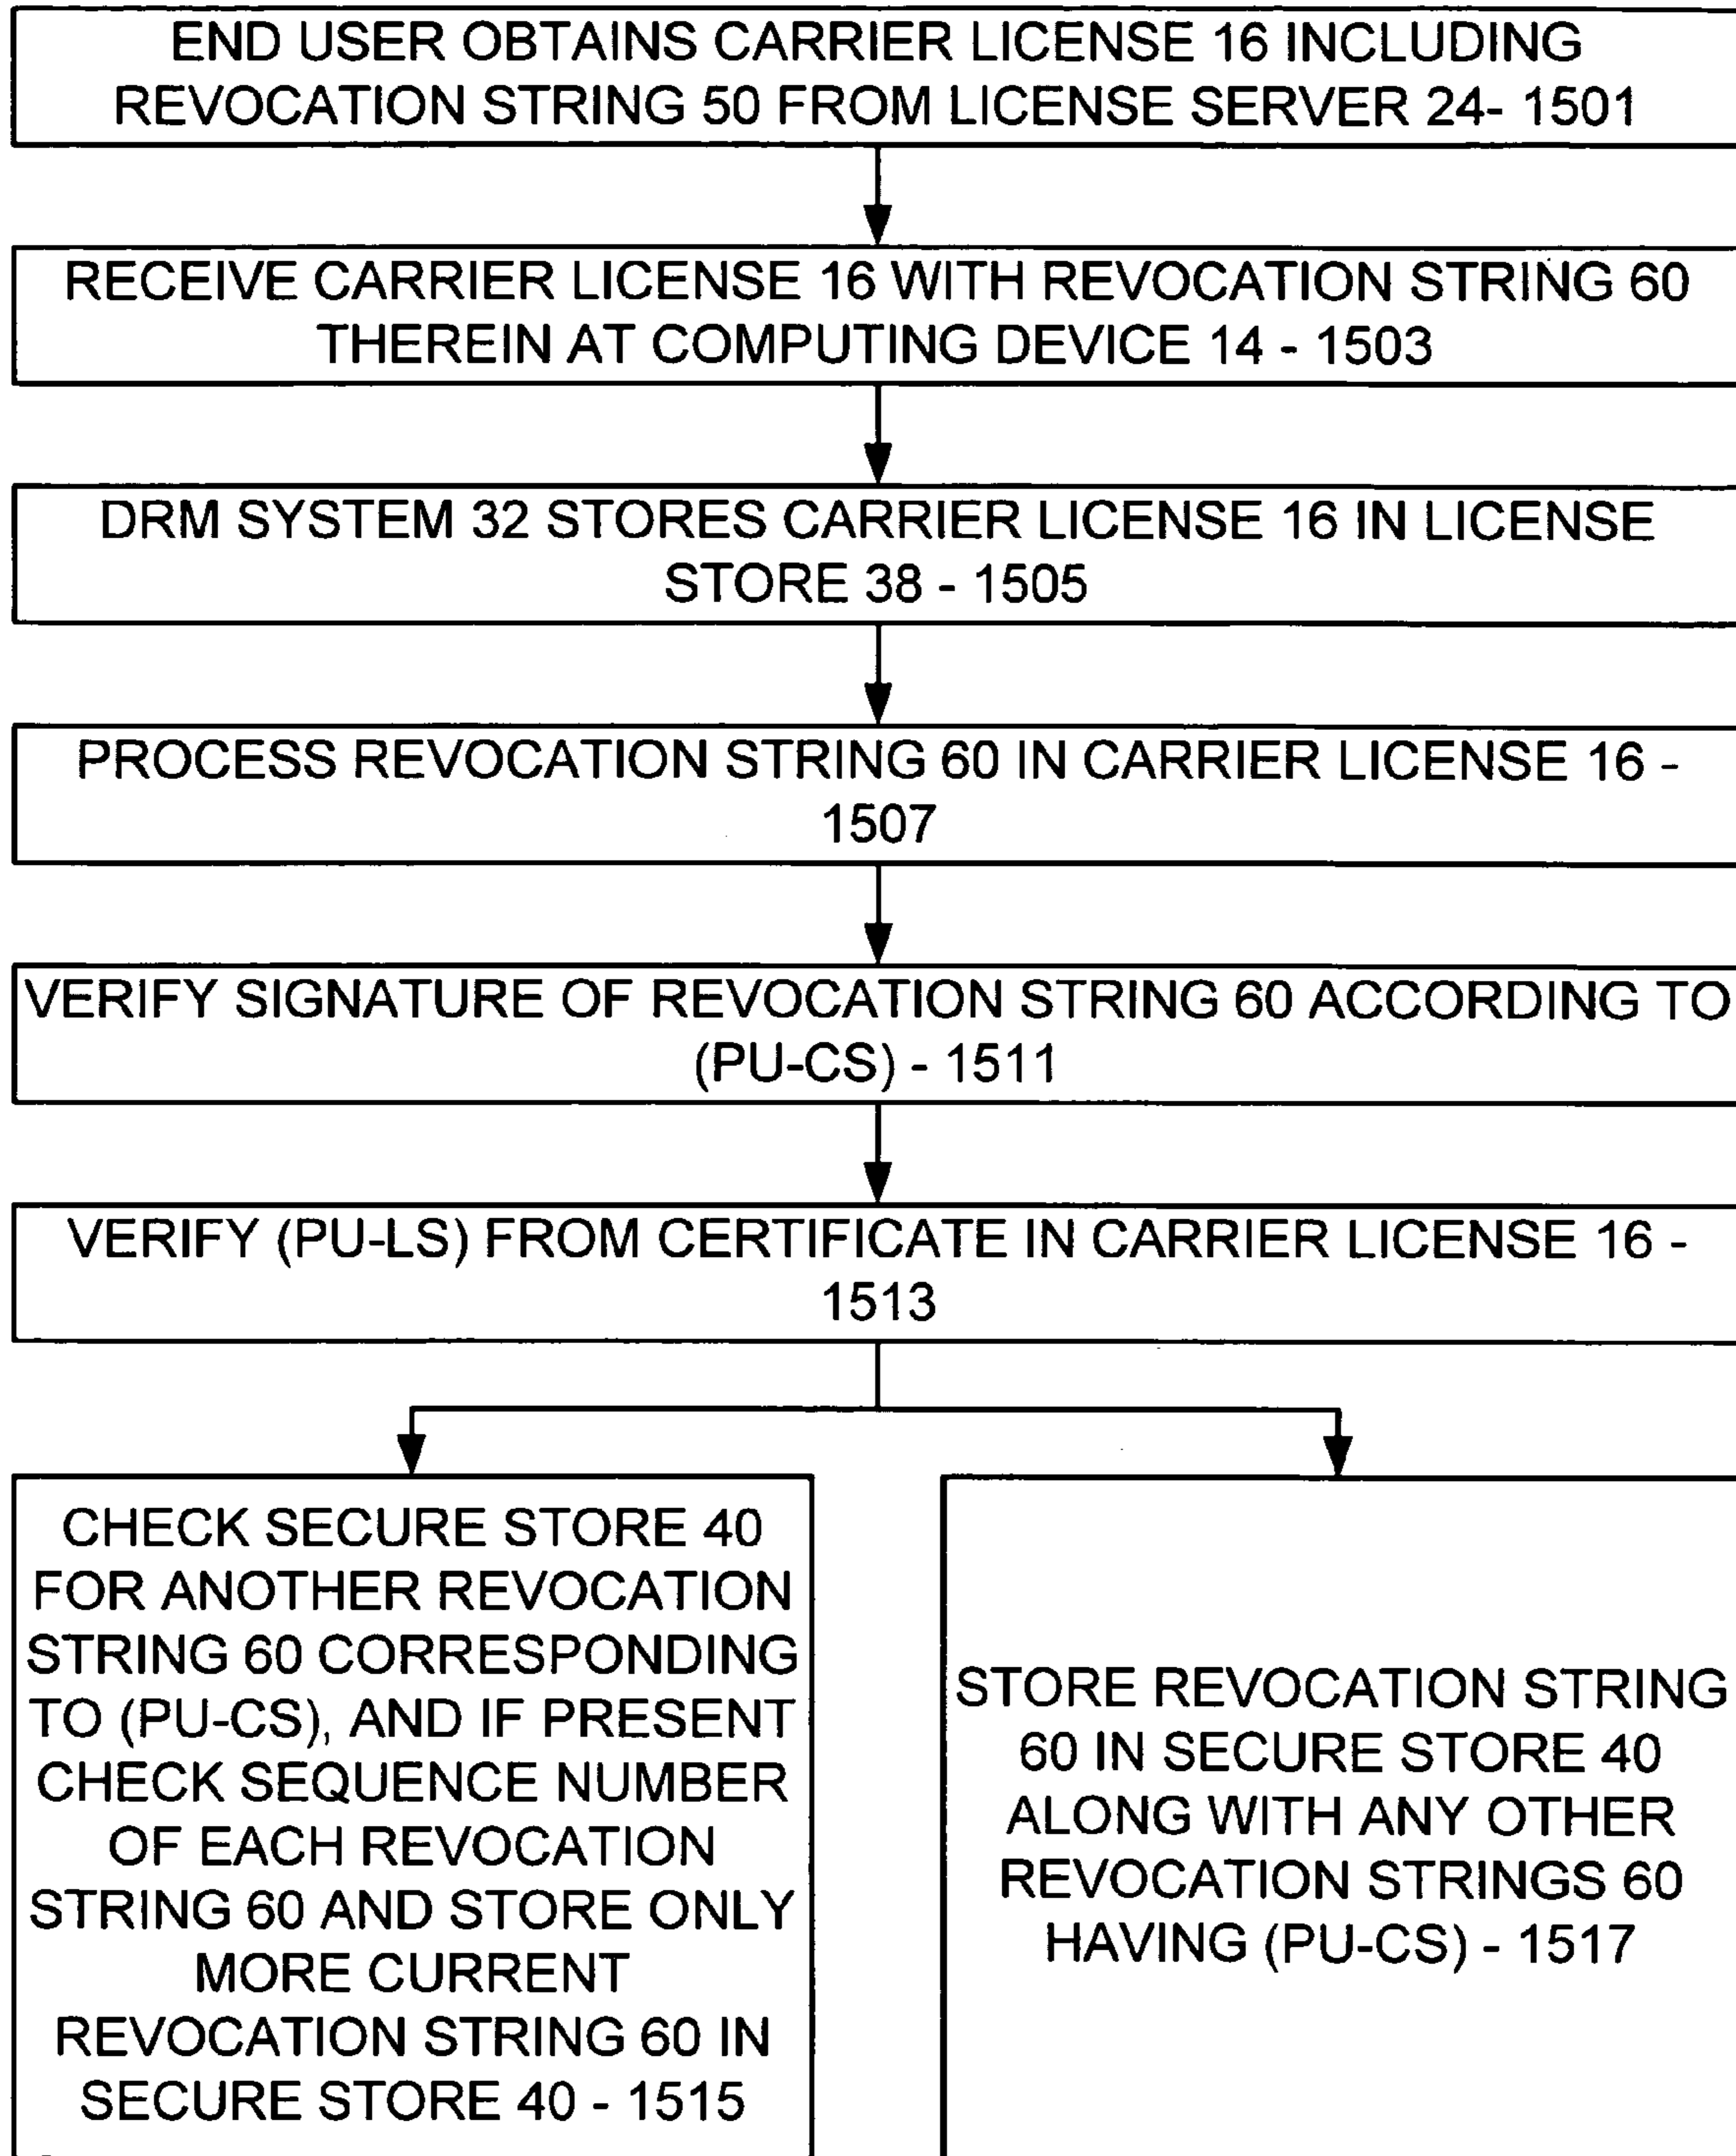 END USER OBTAINS CARRIER LICENSE 16 INCLUDING
REVOCATION STRING 50 FROM LICENSE SERVER 24- 1501
RECEIVE CARRIER LICENSE 16 WITH REVOCATION STRING 60
THEREIN AT COMPUTING DEVICE 14 - 1503
DRM SYSTEM 32 STORES CARRIER LICENSE 16 IN LICENSE
STORE 38 - 1505
PROCESS REVOCATION STRING 60 IN CARRIER LICENSE 16 -
1507
VERIFY SIGNATURE OF REVOCATION STRING 60 ACCORDING TO
(PU-CS) - 1511
VERIFY (PU-LS) FROM CERTIFICATE IN CARRIER LICENSE 16 -
1513
CHECK SECURE STORE 40
FOR ANOTHER REVOCATION
STRING 60 CORRESPONDING
TO (PU-CS), AND IF PRESENT
CHECK SEQUENCE NUMBER
OF EACH REVOCATION
STRING 60 AND STORE ONLY
MORE CURRENT
REVOCATION STRING 60 IN
SECURE STORE 40 - 1515
STORE REVOCATION STRING
60 IN SECURE STORE 40
ALONG WITH ANY OTHER
REVOCATION STRINGS 60
HAVING (PU-CS) - 1517